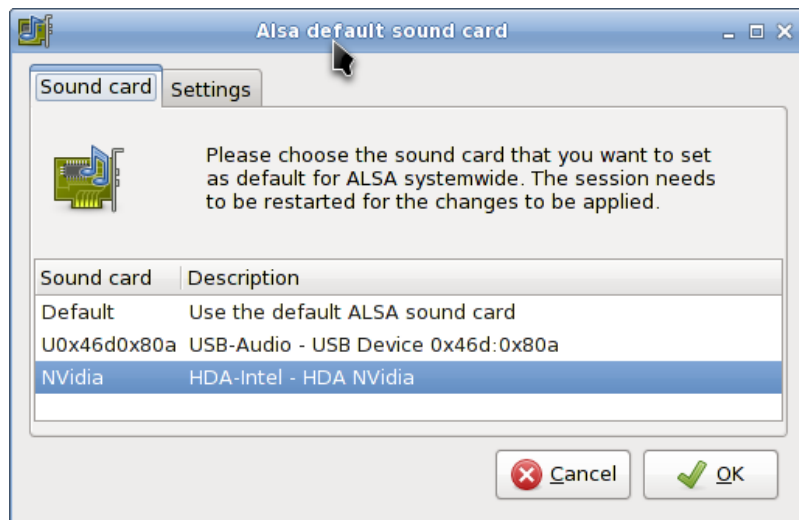 Alsa default sound card
Sound card Settings
Please choose the sound card that you want to set
as default for ALSA systemwide. The session needs
to be restarted for the changes to be applied.
Sound card Description
Default Use the default ALSA sound card
U0x46d0x80a USB-Audio - USB Device 0x46d:0x80a
NVidia HDA-Intel - HDA NVidia
Cancel OK